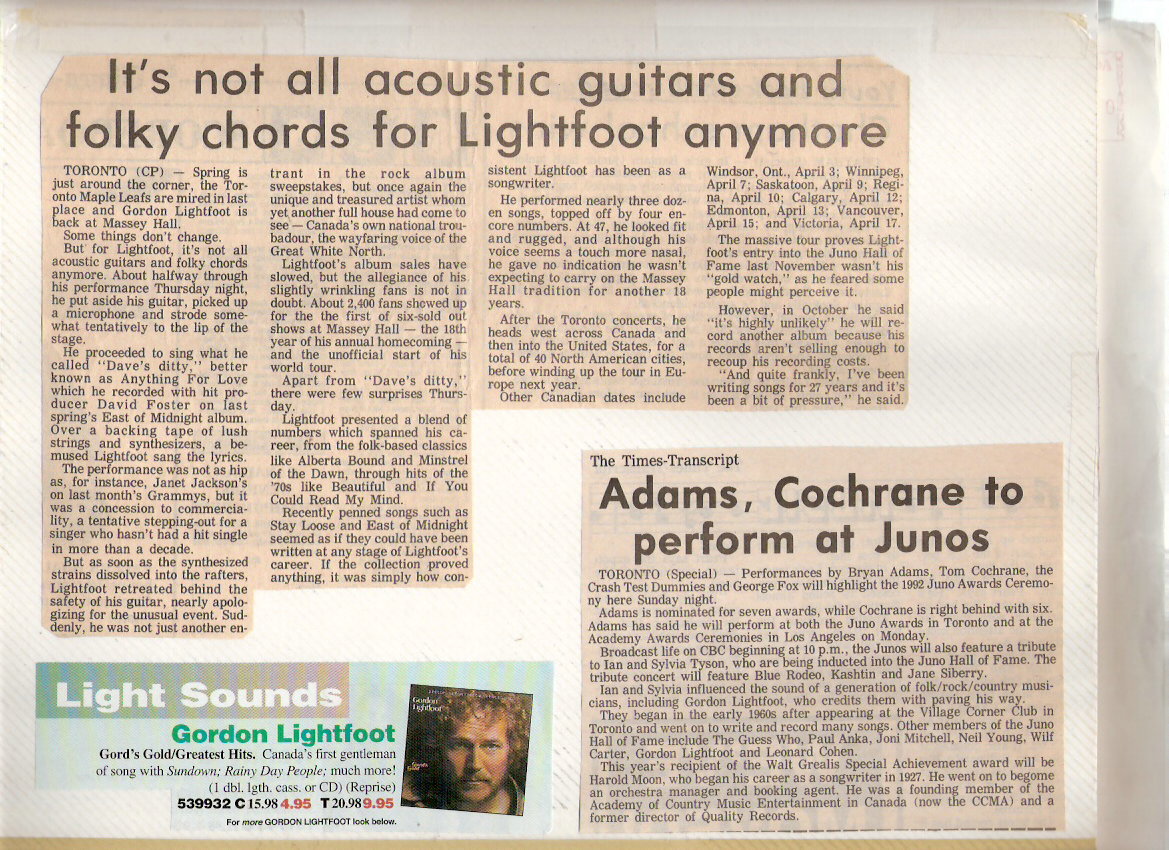 It's not all acoustic guitars and
folky chords for Lightfoot anymore
TORONTO (CP) — Spring is
just around the corner, the Tor-
onto Maple Leafs are mired in last
place and Gordon Lightfoot is
back at Massey Hall.
Some things don't change.
But for Lightfoot, it's not all
acoustic guitars and folky chords
anymore. About halfway through
his performance Thursday night,
he put aside his guitar, picked up
a microphone and strode some-
what tentatively to the lip of the
stage.
He proceeded to sing what he
called "Dave's ditty," better
known as Anything For Love
which he recorded with hit pro-
ducer David Foster on last
spring's East of Midnight album.
Over a backing tape of lush
strings and synthesizers, a be-
mused Lightfoot sang the lyrics.
The performance was not as hip
as, for instance, Janet Jackson's
on last month's Grammys, but it
was a concession to commercia-
lity, a tentative stepping-out for a
singer who hasn't had a hit single
in more than a decade.
But as soon as the synthesized
strains dissolved into the rafters,
Lightfoot retreated behind the
safety of his guitar, nearly apolo-
gizing for the unusual event. Sud-
denly, he was not just another en-
trant in the rock album
sweepstakes, but once again the
unique and treasured artist whom
yet another full house had come to
see — Canada's own national trou-
badour, the wayfaring voice of the
Great White North.
Lightfoot's album sales have
slowed, but the allegiance of his
slightly wrinkling fans is not in
doubt. About 2,400 fans shewed up
for the the first of six-sold out
shows at Massey Hall — the 18th
year of his annual homecoming —
and the unofficial start of his
world tour.
Apart from "Dave's ditty,"
there were few surprises Thurs-
day.
Lightfoot presented a blend of
numbers which spanned his ca-
reer, from the folk-based classics
like Alberta Bound and Minstrel
of the Dawn, through hits of the
'70s like Beautiful and If You
Could Read My Mind.
Recently penned songs such as
Stay Loose and East of Midnight
seemed as if they could have been
written at any stage of Lightfoot's
career. If the collection proved
anything, it was simply how con-
sistent Lightfoot has been as a
songwriter.
He performed nearly three doz-
en songs, topped off by four en-
core numbers. At 47, he looked fit
and rugged, and although his
voice seems a touch more nasal,
he gave no indication he wasn't
expecting to carry on the Massey
Hall tradition for another 18
years.
After the Toronto concerts, he
heads west across Canada and
then into the United States, for a
total of 40 North American cities,
before winding up the tour in Eu-
rope next year.
Other Canadian dates include
Windsor, Ont., April 3; Winnipeg,
April 7; Saskatoon, April 9; Regi-
na, April 10; Calgary, April 12;
Edmonton, April 13; Vancouver,
April 15; and Victoria, April 17.
The massive tour proves Light-
foot's entry into the Juno Hall of
Fame last November wasn't his
"gold watch," as he feared some
people might perceive it.
However, in October he said
"it's highly unlikely" he will re-
cord another album because his
records aren't selling enough to
recoup his recording costs.
"And quite frankly, I've been
writing songs for 27 years and it's
been a bit of pressure," he said.
The Times-Transcript
Adams, Cochrane to
perform at Junos
TORONTO (Special) — Performances by Bryan Adams, Tom Cochrane, the
Crash Test Dummies and George Fox will highlight the 1992 Juno Awards Ceremo-
ny here Sunday night.
Adams is nominated for seven awards, while Cochrane is right behind with six.
Adams has said he will perform at both the Juno Awards in Toronto and at the
Academy Awards Ceremonies in Los Angeles on Monday.
Broadcast life on CBC beginning at 10 p.m., the Junos will also feature a tribute
to Ian and Sylvia Tyson, who are being inducted into the Juno Hall of Fame. The
tribute concert will feature Blue Rodeo, Kashtin and Jane Siberry.
Ian and Sylvia influenced the sound of a generation of folk/rock/country musi-
cians, including Gordon Lightfoot, who credits them with paving his way.
They began in the early 1960s after appearing at the Village Corner Club in
Toronto and went on to write and record many songs. Other members of the Juno
Hall of Fame include The Guess Who, Paul Anka, Joni Mitchell, Neil Young, Wilf
Carter, Gordon Lightfoot and Leonard Cohen.
This year's recipient of the Walt Grealis Special Achievement award will be
Harold Moon, who began his career as a songwriter in 1927. He went on to begome
an orchestra manager and booking agent. He was a founding member of the
Academy of Country Music Entertainment in Canada (now the CCMA) and a
former director of Quality Records.
Light Sounds
Gordon Lightfoot
Gord's Gold/Greatest Hits. Canada's first gentleman
of song with Sundown; Rainy Day People; much more!
(1 dbl. lgth. cass. or CD) (Reprise)
539932 C 15.98 4.95 T 20.98 9.95
For more GORDON LIGHTFOOT look below.
Gordon
Lightfoot